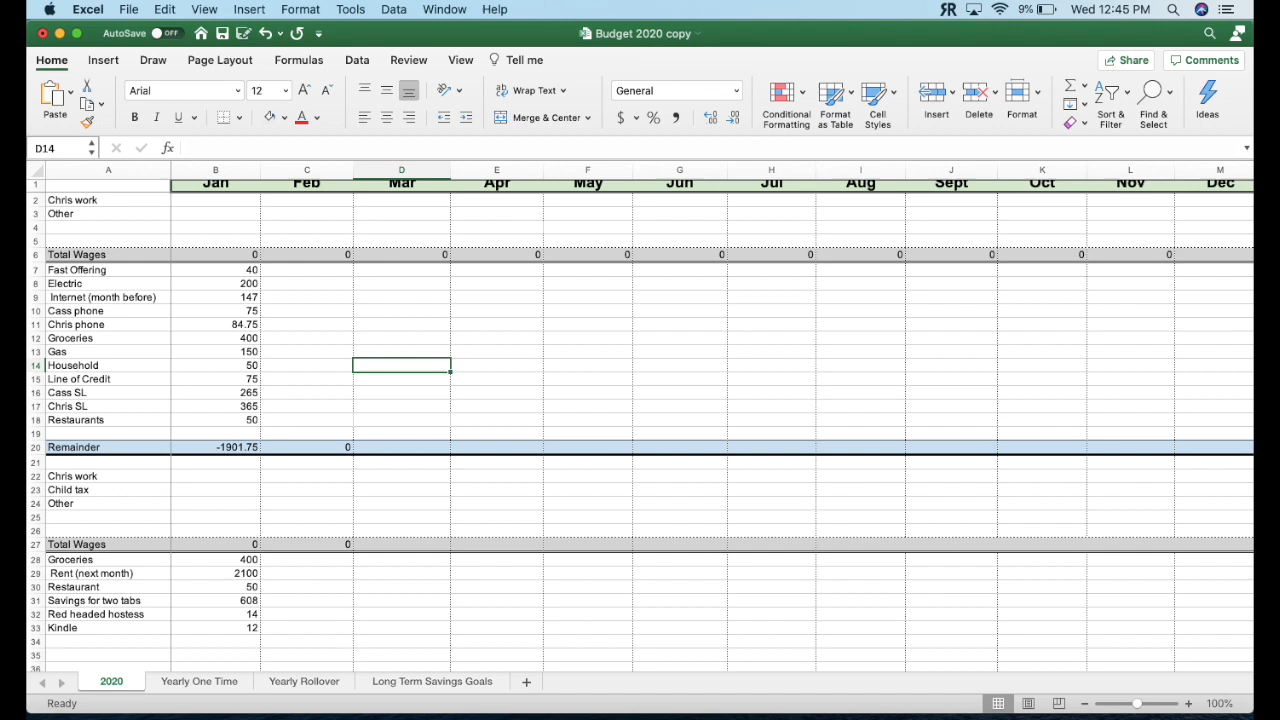 Excel File Edit View Insert Format Tools Data Window Help 9% Wed 12:45 PM
AutoSave OFF Budget 2020 copy
Home Insert Draw Page Layout Formulas Data Review View Tell me Share Comments
Paste Arial 12 Wrap Text General Conditional Formatting Format as Table Cell Styles Insert Delete Format Sort & Filter Find & Select Ideas
Merge & Center
D14 fx
A B C D E F G H I J K L M
1 Jan Feb Mar Apr May Jun Jul Aug Sept Oct Nov Dec
2 Chris work
3 Other
4
5
6 Total Wages 0 0 0 0 0 0 0 0 0 0 0
7 Fast Offering 40
8 Electric 200
9 Internet (month before) 147
10 Cass phone 75
11 Chris phone 84.75
12 Groceries 400
13 Gas 150
14 Household 50
15 Line of Credit 75
16 Cass SL 265
17 Chris SL 365
18 Restaurants 50
19
20 Remainder -1901.75 0
21
22 Chris work
23 Child tax
24 Other
25
26
27 Total Wages 0 0
28 Groceries 400
29 Rent (next month) 2100
30 Restaurant 50
31 Savings for two tabs 608
32 Red headed hostess 14
33 Kindle 12
34
35
36
2020 Yearly One Time Yearly Rollover Long Term Savings Goals +
Ready 100%